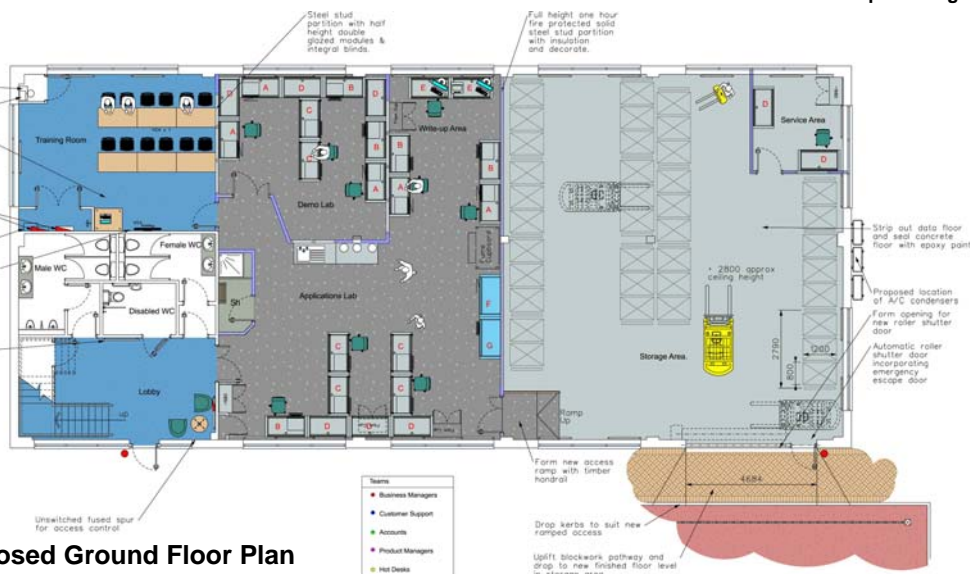 Steel stud
partition with half
height double
glazed modules &
integral blinds.
Full height one hour
fire protected solid
steel stud partition
with insulation
and decorate.
Training Room
Demo Lab
Write-up Area
Service Area
D
A
D
B
D
E
E
C
A
B
B
A
C
A
A
B
A
D
D
Male WC
Female WC
Disabled WC
Sh
Applications Lab
F
G
Lobby
up
C
C
C
C
B
D
D
D
Ramp
Up
Storage Area.
2800 approx
ceiling height
2790
800
1200
Strip out data floor
and seal concrete
floor with epoxy paint
Proposed location
of A/C condensers
Form opening for
new roller shutter
door
Automatic roller
shutter door
incorporating
emergency
escape door
4684
Form new access
ramp with timber
handrail
Drop kerbs to suit new
ramped access
Uplift blockwork pathway and
drop to new finished floor level
in storage area
Unswitched fused spur
for access control
Teams
Business Managers
Customer Support
Accounts
Product Managers
Hot Desks
osed Ground Floor Plan